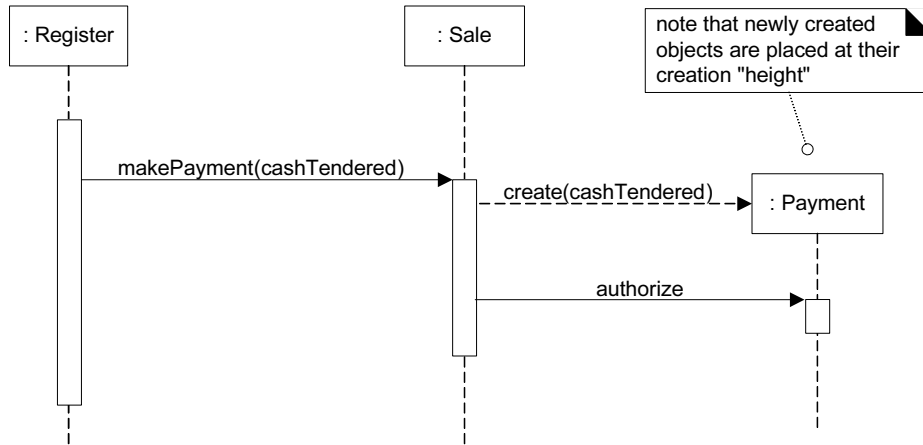 : Register
: Sale
note that newly created
objects are placed at their
creation "height"
makePayment(cashTendered)
create(cashTendered)
: Payment
authorize